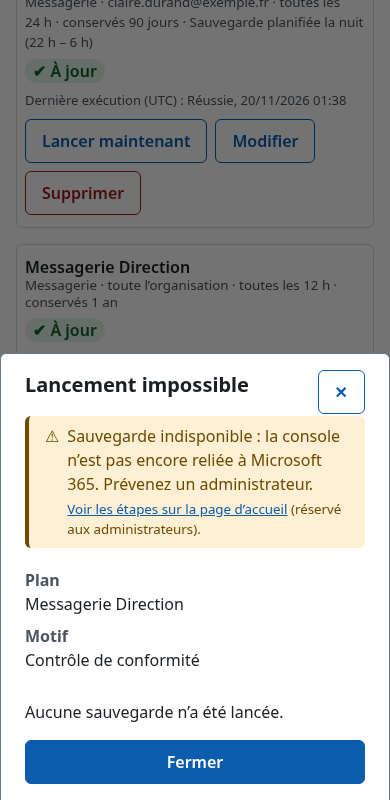 Messagerie · claire.durand@exemple.fr · toutes les
24 h · conservés 90 jours · Sauvegarde planifiée la nuit
(22 h – 6 h)
✔ À jour
Dernière exécution (UTC) : Réussie, 20/11/2026 01:38
Lancer maintenant
Modifier
Supprimer
Messagerie Direction
Messagerie · toute l’organisation · toutes les 12 h ·
conservés 1 an
✔ À jour
Lancement impossible
×
⚠ Sauvegarde indisponible : la console
n’est pas encore reliée à Microsoft
365. Prévenez un administrateur.
Voir les étapes sur la page d’accueil (réservé
aux administrateurs).
Plan
Messagerie Direction
Motif
Contrôle de conformité
Aucune sauvegarde n’a été lancée.
Fermer